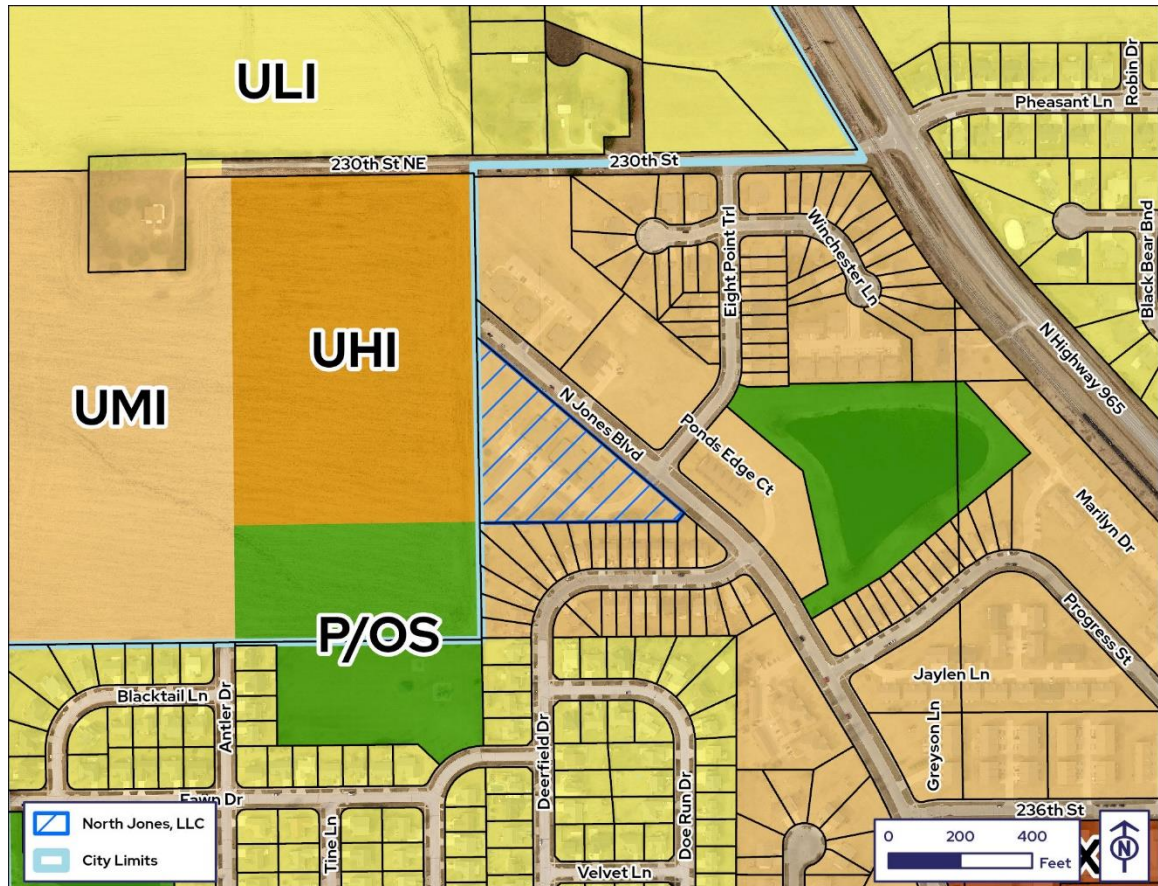 ULI
Robin Dr
Pheasant Ln
230th St NE
230th St
Black Bear Bnd
Winchester Ln
Eight Point Trl
UHI
N Highway 965
UMI
N Jones Blvd
Ponds Edge Ct
Marilyn Dr
Progress St
P/OS
Jaylen Ln
Blacktail Ln
Antler Dr
Greyson Ln
Deerfield Dr
Fawn Dr
Doe Run Dr
236th St
Tine Ln
Velvet Ln
North Jones, LLC
City Limits
0 200 400
Feet
N
X